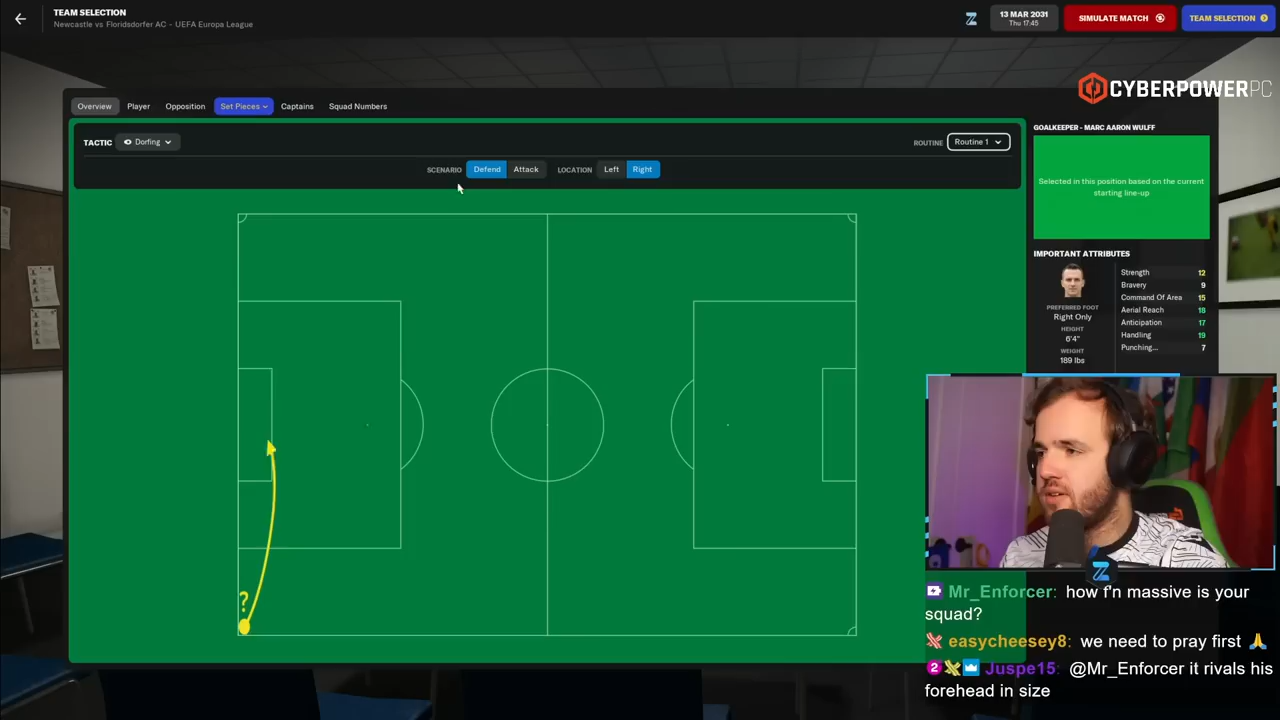 TEAM SELECTION
Newcastle vs Floridsdorfer AC - UEFA Europa League
13 MAR 2031
Thu 17:45
SIMULATE MATCH
TEAM SELECTION
CYBERPOWERPC
Overview
Player
Opposition
Set Pieces
Captains
Squad Numbers
TACTIC
Dorfing
ROUTINE
Routine 1
SCENARIO
Defend
Attack
LOCATION
Left
Right
?
GOALKEEPER - MARC AARON WULFF
Selected in this position based on the current
starting line-up
IMPORTANT ATTRIBUTES
PREFERRED FOOT
Right Only
HEIGHT
6'4"
WEIGHT
189 lbs
Strength 12
Bravery 9
Command Of Area 15
Aerial Reach 18
Anticipation 17
Handling 19
Punching... 7
Mr_Enforcer: how f'n massive is your
squad?
easycheesey8: we need to pray first 🙏
2 Juspe15: @Mr_Enforcer it rivals his
forehead in size